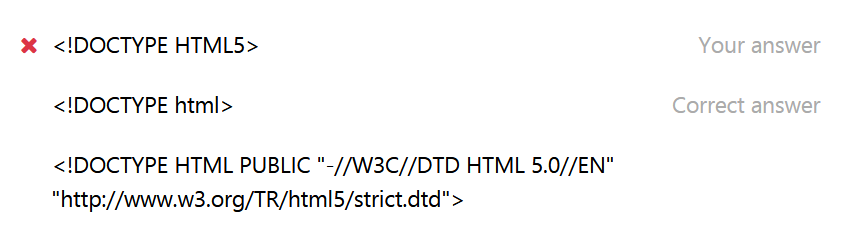 <!DOCTYPE HTML5> Your answer
<!DOCTYPE html> Correct answer
<!DOCTYPE HTML PUBLIC "-//W3C//DTD HTML 5.0//EN"
"http://www.w3.org/TR/html5/strict.dtd">